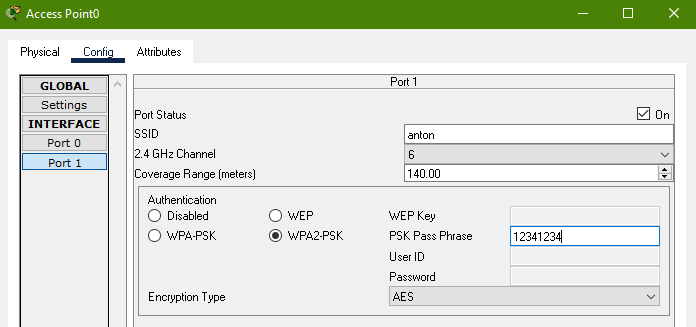 Access Point0
Physical Config Attributes
GLOBAL
Settings
INTERFACE
Port 0
Port 1
Port 1
Port Status On
SSID anton
2.4 GHz Channel 6
Coverage Range (meters) 140.00
Authentication
Disabled WEP WEP Key
WPA-PSK WPA2-PSK PSK Pass Phrase 12341234
User ID
Password
Encryption Type AES